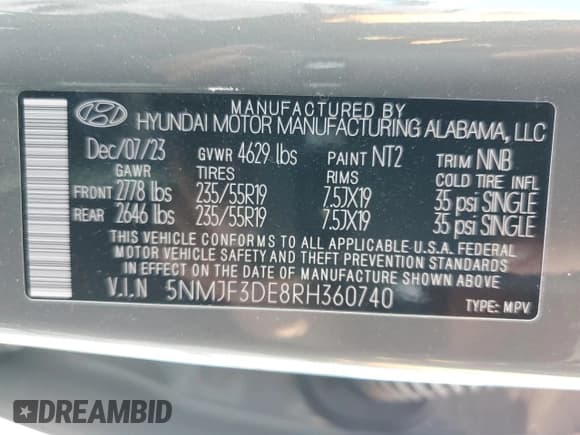 MANUFACTURED BY
HYUNDAI MOTOR MANUFACTURING ALABAMA, LLC
Dec/07/23 GVWR 4629 lbs PAINT NT2 TRIM NNB
GAWR TIRES RIMS COLD TIRE INFL
FRONT 2778 lbs 235/55R19 7.5JX19 35 psi SINGLE
REAR 2646 lbs 235/55R19 7.5JX19 35 psi SINGLE
THIS VEHICLE CONFORMS TO ALL APPLICABLE U.S.A. FEDERAL
MOTOR VEHICLE SAFETY AND THEFT PREVENTION STANDARDS
IN EFFECT ON THE DATE OF MANUFACTURE SHOWN ABOVE
V.I.N 5NMJF3DE8RH360740 TYPE: MPV
DREAMBID